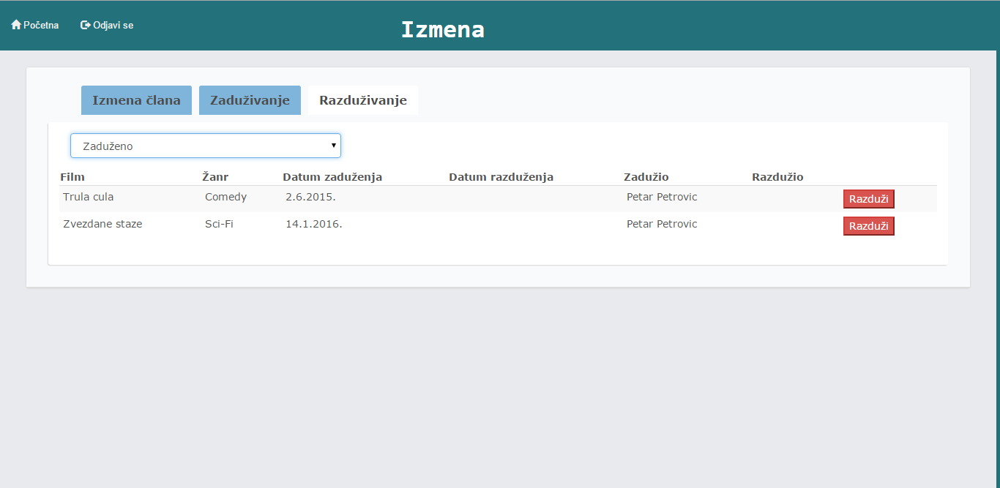 Početna Odjavi se Izmena
Izmena člana Zaduživanje Razduživanje
Zaduženo
Film Žanr Datum zaduženja Datum razduženja Zadužio Razdužio
Trula cula Comedy 2.6.2015. Petar Petrovic Razduži
Zvezdane staze Sci-Fi 14.1.2016. Petar Petrovic Razduži